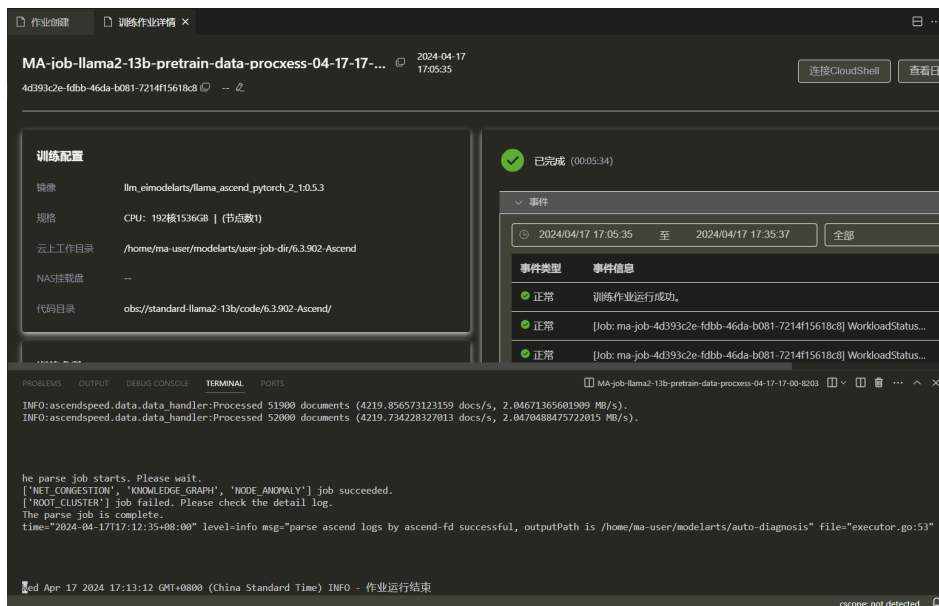 作业创建 训练作业详情 ×
MA-job-llama2-13b-pretrain-data-procxess-04-17-17-... 2024-04-17
17:05:35
4d393c2e-fdbb-46da-b081-7214f15618c8 --
连接CloudShell 查看日
训练配置
镜像 llm_eimodelarts/llama_ascend_pytorch_2_1:0.5.3
规格 CPU：192核1536GB | (节点数1)
云上工作目录 /home/ma-user/modelarts/user-job-dir/6.3.902-Ascend
NAS挂载盘 --
代码目录 obs://standard-llama2-13b/code/6.3.902-Ascend/
已完成 (00:05:34)
事件
2024/04/17 17:05:35 至 2024/04/17 17:35:37 全部
事件类型 事件信息
正常 训练作业运行成功。
正常 [Job: ma-job-4d393c2e-fdbb-46da-b081-7214f15618c8] WorkloadStatus...
正常 [Job: ma-job-4d393c2e-fdbb-46da-b081-7214f15618c8] WorkloadStatus...
PROBLEMS OUTPUT DEBUG CONSOLE TERMINAL PORTS MA-job-llama2-13b-pretrain-data-procxess-04-17-17-00-8203
INFO:ascendspeed.data.data_handler:Processed 51900 documents (4219.856573123159 docs/s, 2.04671365601909 MB/s).
INFO:ascendspeed.data.data_handler:Processed 52000 documents (4219.734228327013 docs/s, 2.0470488475722015 MB/s).
he parse job starts. Please wait.
['NET_CONGESTION', 'KNOWLEDGE_GRAPH', 'NODE_ANOMALY'] job succeeded.
['ROOT_CLUSTER'] job failed. Please check the detail log.
The parse job is complete.
time="2024-04-17T17:12:35+08:00" level=info msg="parse ascend logs by ascend-fd successful, outputPath is /home/ma-user/modelarts/auto-diagnosis" file="executor.go:53"
Wed Apr 17 2024 17:13:12 GMT+0800 (China Standard Time) INFO - 作业运行结束
cscope: not detected